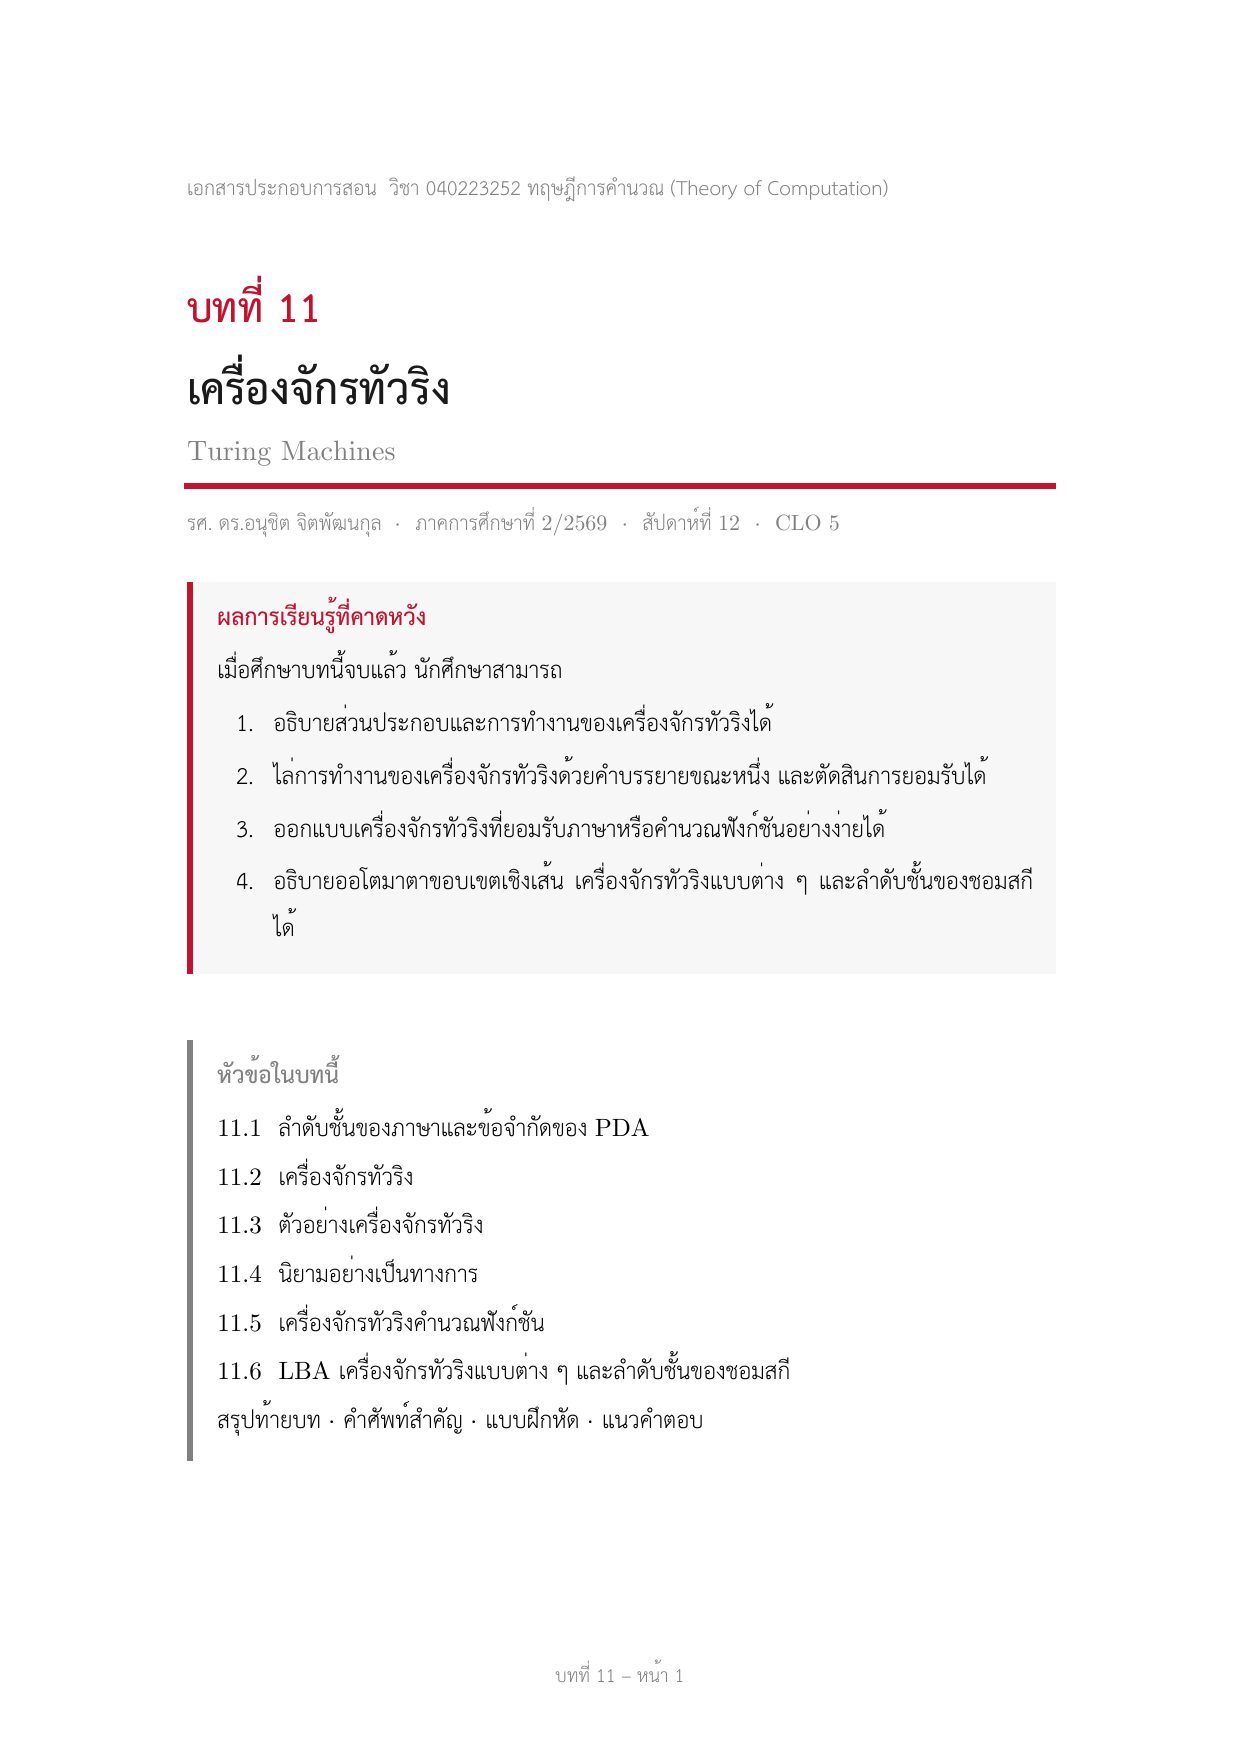 เอกสารประกอบการสอน วิชา 040223252 ทฤษฎีการคำนวณ (Theory of Computation)
บทที่ 11
เครื่องจักรทัวริง
Turing Machines
รศ. ดร.อนุชิต จิตพัฒนกุล · ภาคการศึกษาที่ 2/2569 · สัปดาห์ที่ 12 · CLO 5
ผลการเรียนรู้ที่คาดหวัง
เมื่อศึกษาบทนี้จบแล้ว นักศึกษาสามารถ
1. อธิบายส่วนประกอบและการทำงานของเครื่องจักรทัวริงได้
2. ไล่การทำงานของเครื่องจักรทัวริงด้วยคำบรรยายขณะหนึ่ง และตัดสินการยอมรับได้
3. ออกแบบเครื่องจักรทัวริงที่ยอมรับภาษาหรือคำนวณฟังก์ชันอย่างง่ายได้
4. อธิบายออโตมาตาขอบเขตเชิงเส้น เครื่องจักรทัวริงแบบต่าง ๆ และลำดับชั้นของชอมสกี
ได้
หัวข้อในบทนี้
11.1 ลำดับชั้นของภาษาและข้อจำกัดของ PDA
11.2 เครื่องจักรทัวริง
11.3 ตัวอย่างเครื่องจักรทัวริง
11.4 นิยามอย่างเป็นทางการ
11.5 เครื่องจักรทัวริงคำนวณฟังก์ชัน
11.6 LBA เครื่องจักรทัวริงแบบต่าง ๆ และลำดับชั้นของชอมสกี
สรุปท้ายบท · คำศัพท์สำคัญ · แบบฝึกหัด · แนวคำตอบ
บทที่ 11 – หน้า 1